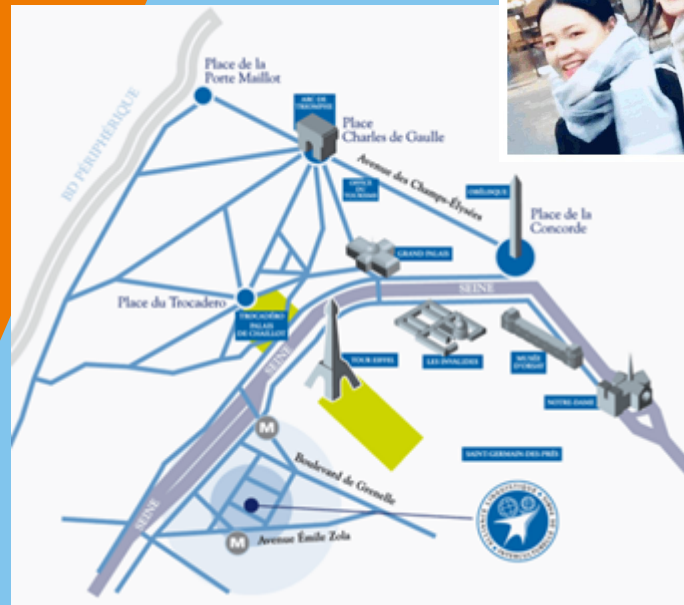 Place de la
Porte Maillot
ARC DE
TRIOMPHE
Place
Charles de Gaulle
BD PÉRIPHÉRIQUE
Avenue des Champs-Élysées
OFFICE
DU
TOURISME
OBÉLISQUE
Place de la
Concorde
GRAND PALAIS
Place du Trocadero
TROCADÉRO
PALAIS
DE CHAILLOT
SEINE
SEINE
TOUR EIFFEL
LES INVALIDES
MUSÉE
D'ORSAY
NOTRE-DAME
M
Boulevard de Grenelle
SAINT-GERMAIN-DES-PRÉS
SEINE
M
Avenue Émile Zola